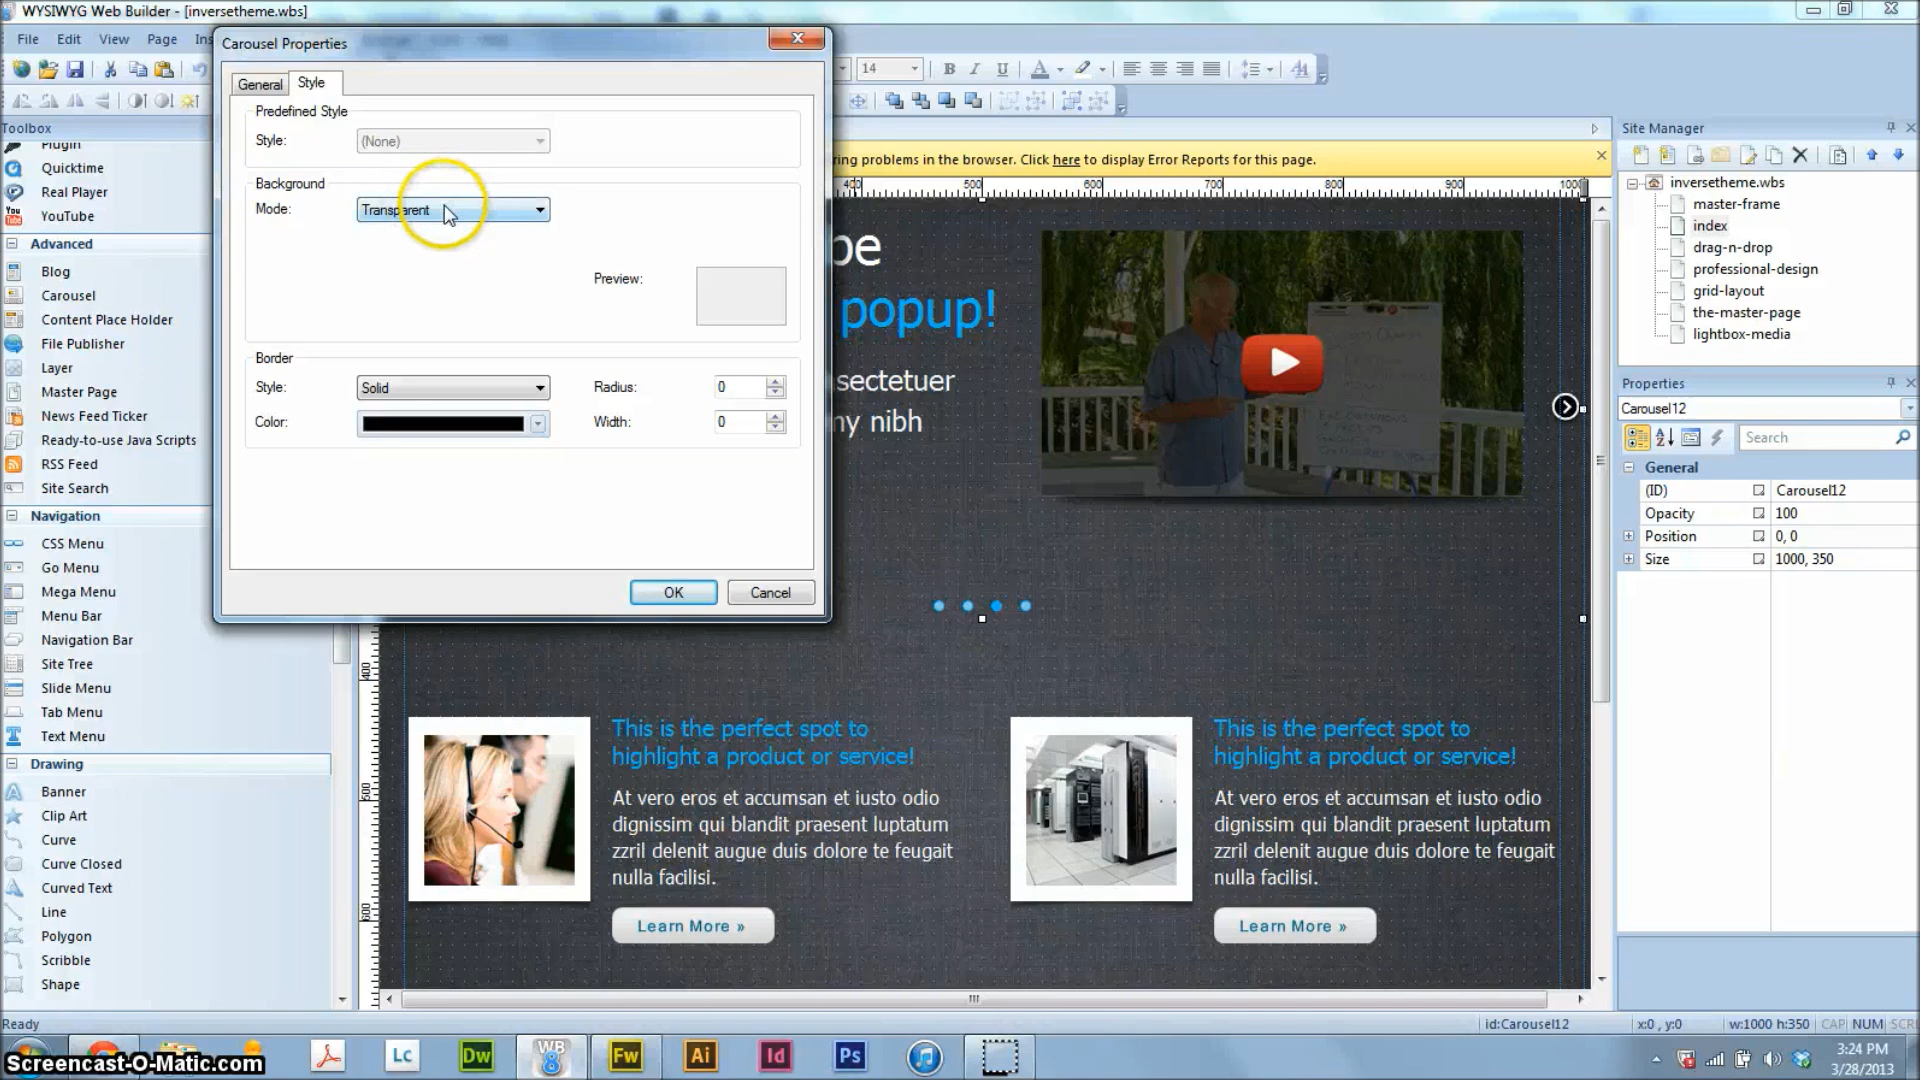 WYSIWYG Web Builder - [inversetheme.wbs]
File Edit View Page
Carousel Properties
General Style
Predefined Style
Style: (None)
Background
Mode: Transparent
Preview:
Border
Style: Solid Radius: 0
Color: Width: 0
OK Cancel
14 B I U A
Toolbox
Plugin
Quicktime
Real Player
YouTube
Advanced
Blog
Carousel
Content Place Holder
File Publisher
Layer
Master Page
News Feed Ticker
Ready-to-use Java Scripts
RSS Feed
Site Search
Navigation
CSS Menu
Go Menu
Mega Menu
Menu Bar
Navigation Bar
Site Tree
Slide Menu
Tab Menu
Text Menu
Drawing
Banner
Clip Art
Curve
Curve Closed
Curved Text
Line
Polygon
Scribble
Shape
ring problems in the browser. Click here to display Error Reports for this page.
400 500 600 700 800 900 1000
be
popup!
sectetuer
ny nibh
400
500
600
This is the perfect spot to
highlight a product or service!
At vero eros et accumsan et iusto odio
dignissim qui blandit praesent luptatum
zzril delenit augue duis dolore te feugait
nulla facilisi.
Learn More »
This is the perfect spot to
highlight a product or service!
At vero eros et accumsan et iusto odio
dignissim qui blandit praesent luptatum
zzril delenit augue duis dolore te feugait
nulla facilisi.
Learn More »
Site Manager
inversetheme.wbs
master-frame
index
drag-n-drop
professional-design
grid-layout
the-master-page
lightbox-media
Properties
Carousel12
Search
General
(ID) Carousel12
Opacity 100
Position 0, 0
Size 1000, 350
Ready id:Carousel12 x:0 , y:0 w:1000 h:350 CAP NUM
Screencast-O-Matic.com
Lc Dw WB 8 Fw Ai Id Ps
3:24 PM
3/28/2013